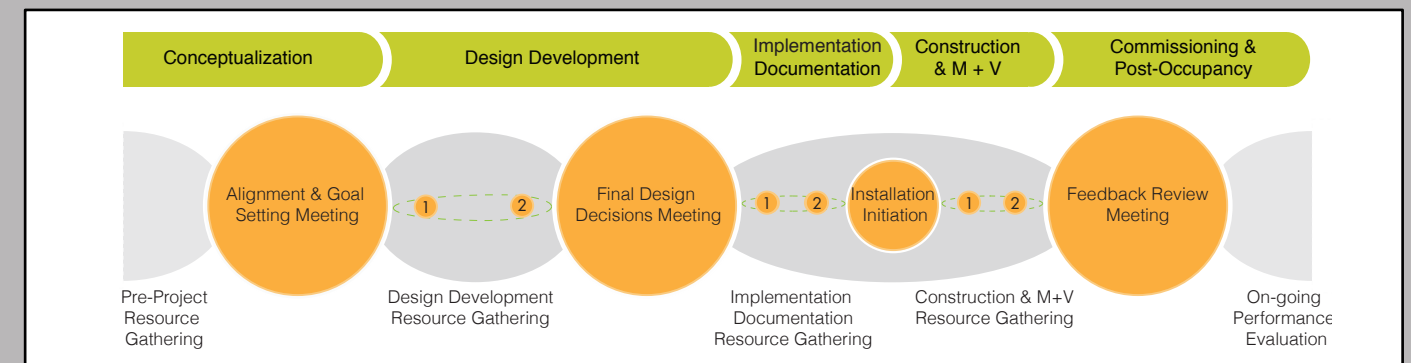 Conceptualization
Design Development
Implementation
Documentation
Construction
& M + V
Commissioning &
Post-Occupancy
Alignment & Goal
Setting Meeting
1
2
Final Design
Decisions Meeting
1
2
Installation
Initiation
1
2
Feedback Review
Meeting
Pre-Project
Resource
Gathering
Design Development
Resource Gathering
Implementation
Documentation
Resource Gathering
Construction & M+V
Resource Gathering
On-going
Performance
Evaluation